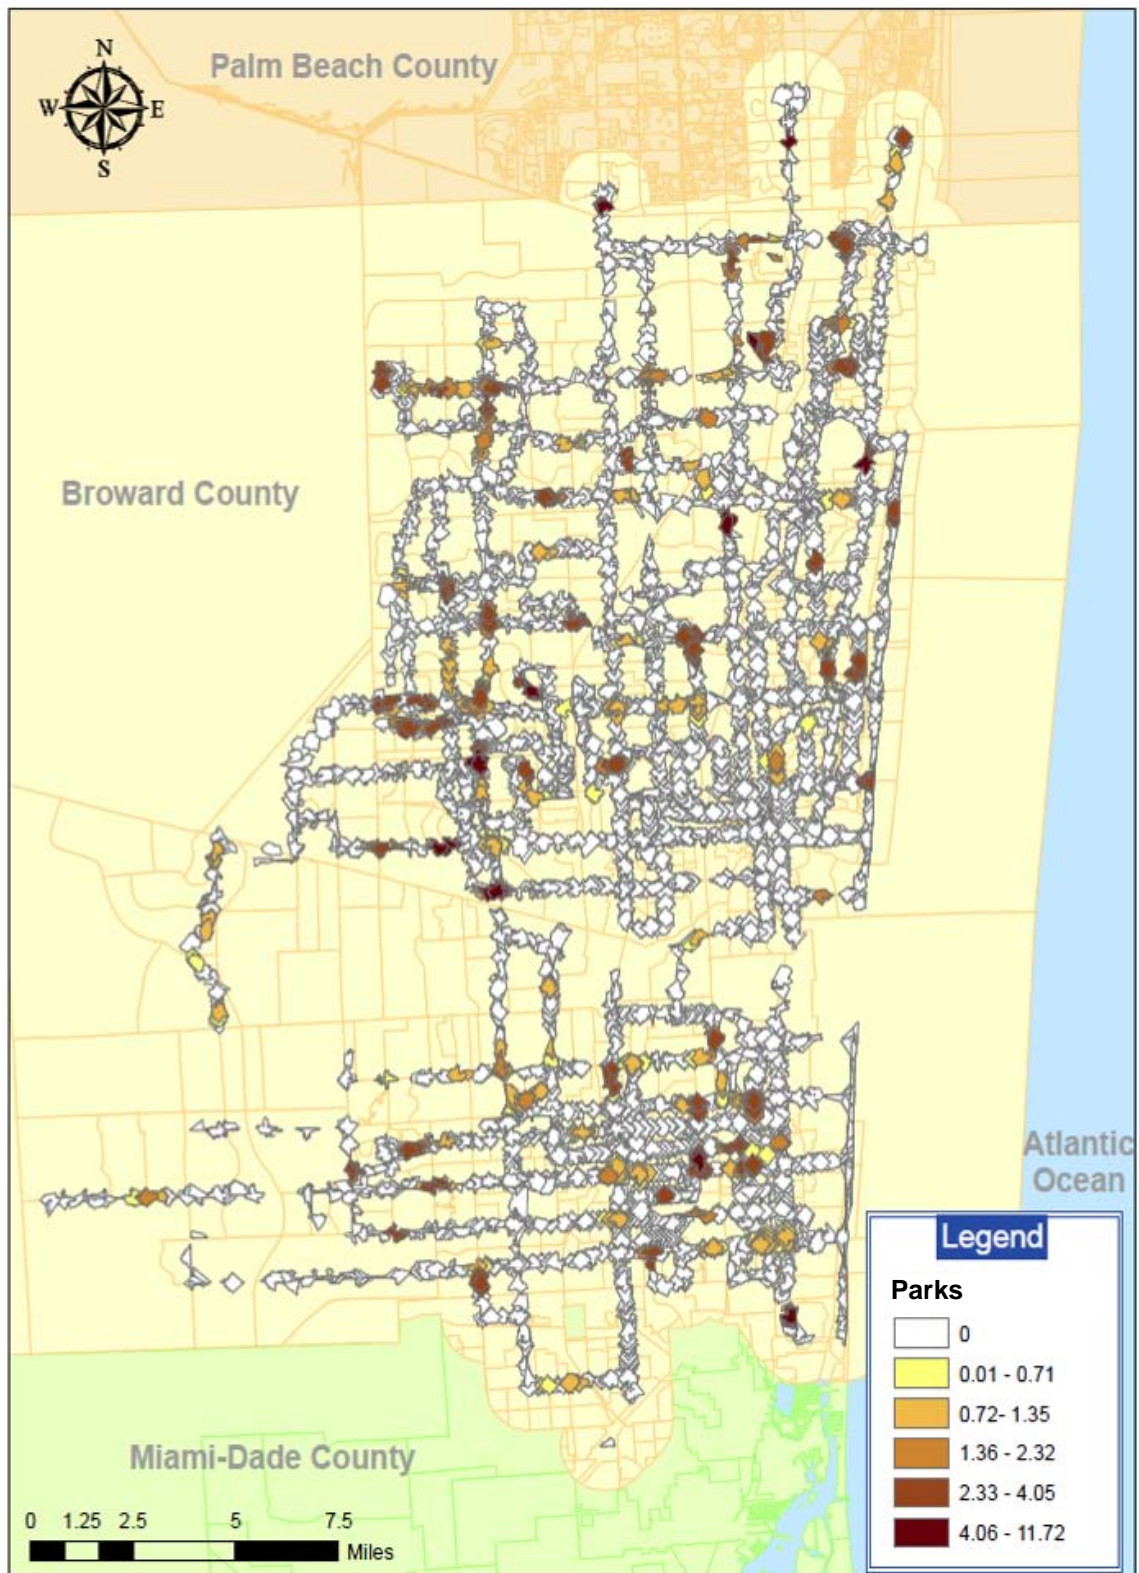 N
Palm Beach County
W E
S
Broward County
Atlantic
Ocean
Legend
Parks
0
0.01 - 0.71
0.72- 1.35
1.36 - 2.32
2.33 - 4.05
4.06 - 11.72
Miami-Dade County
0 1.25 2.5 5 7.5
Miles